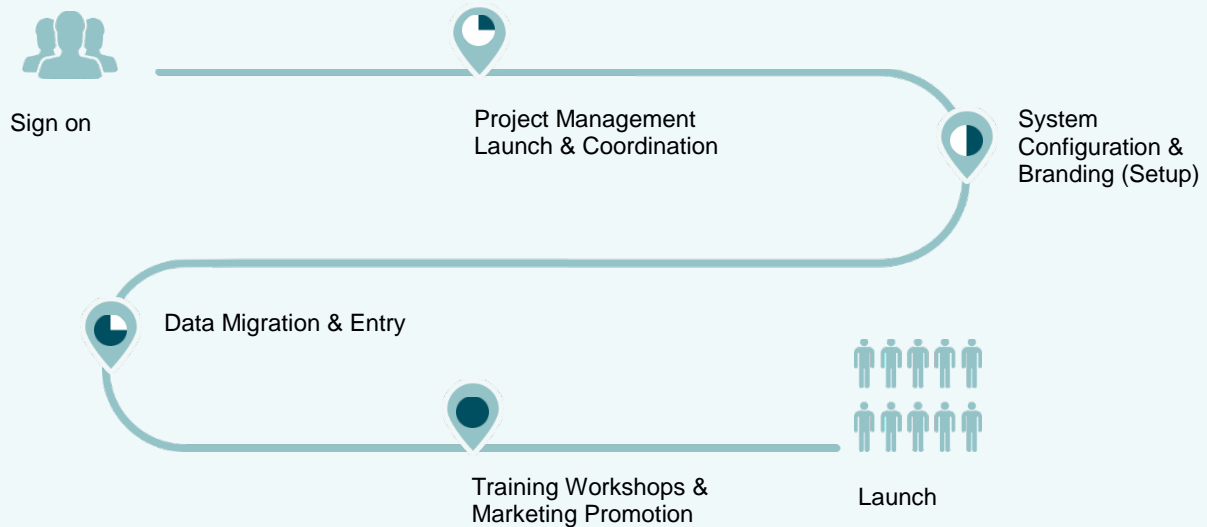 Sign on
Project Management
Launch & Coordination
System
Configuration &
Branding (Setup)
Data Migration & Entry
Training Workshops &
Marketing Promotion
Launch